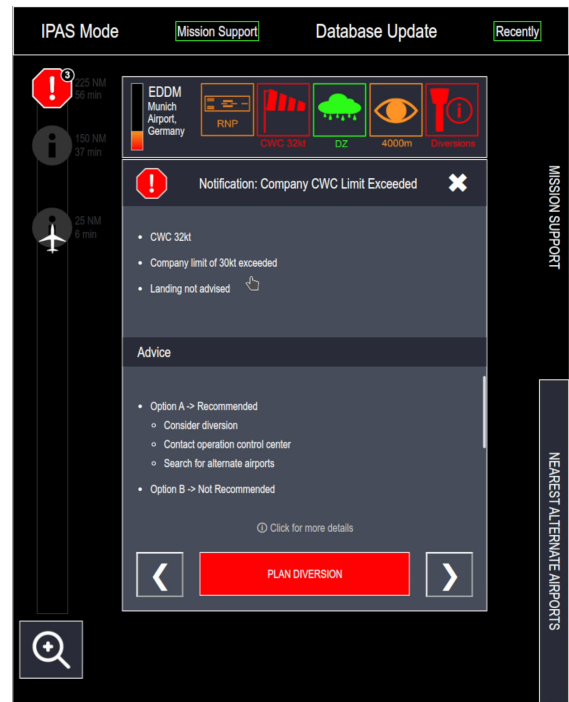 IPAS Mode
Mission Support
Database Update
Recently
3
225 NM
56 min
150 NM
37 min
25 NM
6 min
EDDM
Munich
Airport,
Germany
RNP
CWC 32kt
DZ
4000m
Diversions
Notification: Company CWC Limit Exceeded
• CWC 32kt
• Company limit of 30kt exceeded
• Landing not advised
Advice
• Option A -> Recommended
Consider diversion
Contact operation control center
Search for alternate airports
• Option B -> Not Recommended
Click for more details
PLAN DIVERSION
MISSION SUPPORT
NEAREST ALTERNATE AIRPORTS